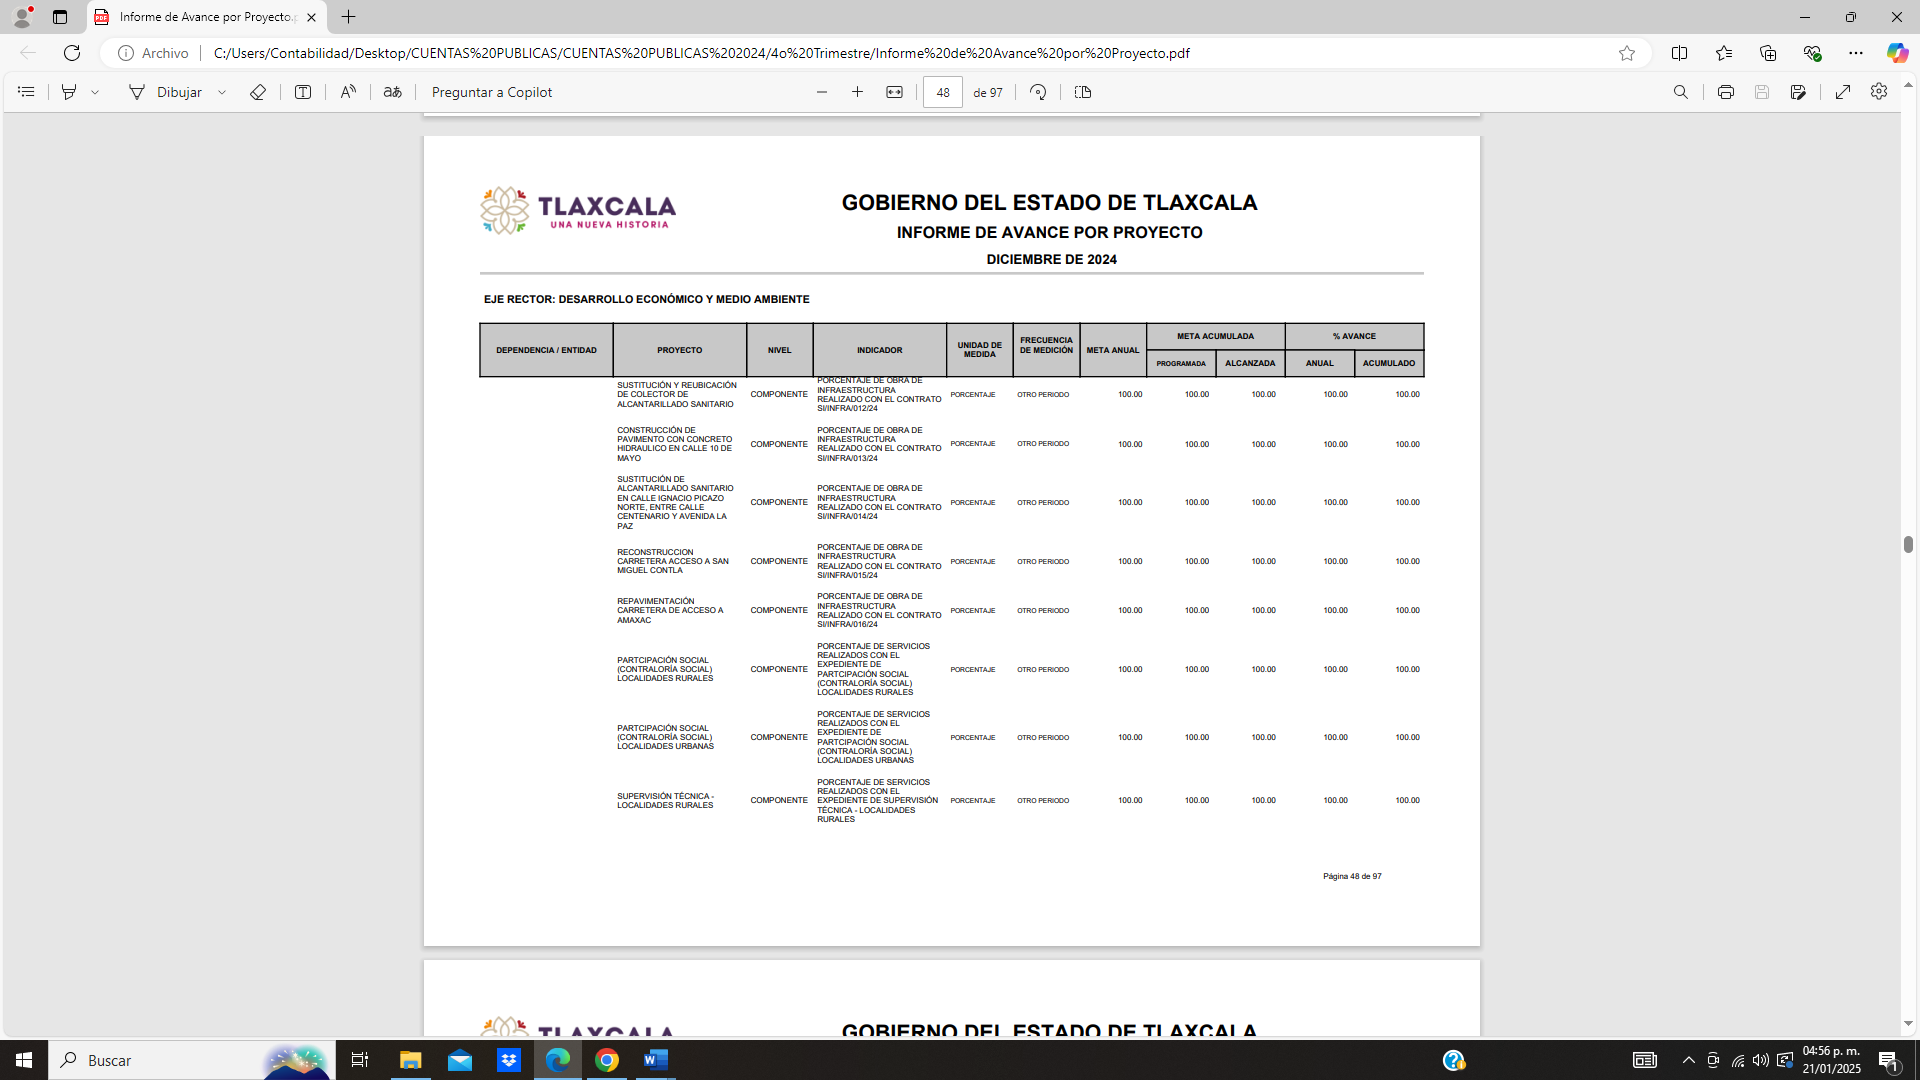 Informe de Avance por Proyecto.p
Archivo
C:/Users/Contabilidad/Desktop/CUENTAS%20PUBLICAS/CUENTAS%20PUBLICAS%202024/4o%20Trimestre/Informe%20de%20Avance%20por%20Proyecto.pdf
Dibujar
Preguntar a Copilot
48 de 97
TLAXCALA
UNA NUEVA HISTORIA
GOBIERNO DEL ESTADO DE TLAXCALA
INFORME DE AVANCE POR PROYECTO
DICIEMBRE DE 2024
EJE RECTOR: DESARROLLO ECONÓMICO Y MEDIO AMBIENTE
DEPENDENCIA / ENTIDAD
PROYECTO
NIVEL
INDICADOR
UNIDAD DE
MEDIDA
FRECUENCIA
DE MEDICIÓN
META ANUAL
META ACUMULADA
PROGRAMADA
ALCANZADA
% AVANCE
ANUAL
ACUMULADO
SUSTITUCIÓN Y REUBICACIÓN
DE COLECTOR DE
ALCANTARILLADO SANITARIO
COMPONENTE
PORCENTAJE DE OBRA DE
INFRAESTRUCTURA
REALIZADO CON EL CONTRATO
SI/INFRA/012/24
PORCENTAJE
OTRO PERIODO
100.00 100.00 100.00 100.00 100.00
CONSTRUCCIÓN DE
PAVIMENTO CON CONCRETO
HIDRAULICO EN CALLE 10 DE
MAYO
COMPONENTE
PORCENTAJE DE OBRA DE
INFRAESTRUCTURA
REALIZADO CON EL CONTRATO
SI/INFRA/013/24
PORCENTAJE
OTRO PERIODO
100.00 100.00 100.00 100.00 100.00
SUSTITUCIÓN DE
ALCANTARILLADO SANITARIO
EN CALLE IGNACIO PICAZO
NORTE, ENTRE CALLE
CENTENARIO Y AVENIDA LA
PAZ
COMPONENTE
PORCENTAJE DE OBRA DE
INFRAESTRUCTURA
REALIZADO CON EL CONTRATO
SI/INFRA/014/24
PORCENTAJE
OTRO PERIODO
100.00 100.00 100.00 100.00 100.00
RECONSTRUCCION
CARRETERA ACCESO A SAN
MIGUEL CONTLA
COMPONENTE
PORCENTAJE DE OBRA DE
INFRAESTRUCTURA
REALIZADO CON EL CONTRATO
SI/INFRA/015/24
PORCENTAJE
OTRO PERIODO
100.00 100.00 100.00 100.00 100.00
REPAVIMENTACIÓN
CARRETERA DE ACCESO A
AMAXAC
COMPONENTE
PORCENTAJE DE OBRA DE
INFRAESTRUCTURA
REALIZADO CON EL CONTRATO
SI/INFRA/016/24
PORCENTAJE
OTRO PERIODO
100.00 100.00 100.00 100.00 100.00
PARTCIPACIÓN SOCIAL
(CONTRALORÍA SOCIAL)
LOCALIDADES RURALES
COMPONENTE
PORCENTAJE DE SERVICIOS
REALIZADOS CON EL
EXPEDIENTE DE
PARTCIPACIÓN SOCIAL
(CONTRALORÍA SOCIAL)
LOCALIDADES RURALES
PORCENTAJE
OTRO PERIODO
100.00 100.00 100.00 100.00 100.00
PARTCIPACIÓN SOCIAL
(CONTRALORÍA SOCIAL)
LOCALIDADES URBANAS
COMPONENTE
PORCENTAJE DE SERVICIOS
REALIZADOS CON EL
EXPEDIENTE DE
PARTCIPACIÓN SOCIAL
(CONTRALORÍA SOCIAL)
LOCALIDADES URBANAS
PORCENTAJE
OTRO PERIODO
100.00 100.00 100.00 100.00 100.00
SUPERVISIÓN TÉCNICA -
LOCALIDADES RURALES
COMPONENTE
PORCENTAJE DE SERVICIOS
REALIZADOS CON EL
EXPEDIENTE DE SUPERVISIÓN
TÉCNICA - LOCALIDADES
RURALES
PORCENTAJE
OTRO PERIODO
100.00 100.00 100.00 100.00 100.00
Página 48 de 97
TLAXCALA
GOBIERNO DEL ESTADO DE TLAXCALA
Buscar
04:56 p. m.
21/01/2025
1